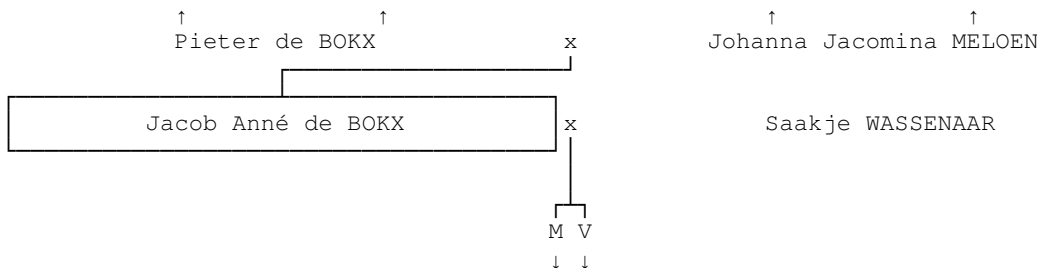 ↑ ↑ ↑ ↑
Pieter de BOKX x Johanna Jacomina MELOEN
Jacob Anné de BOKX x Saakje WASSENAAR
M V
↓ ↓